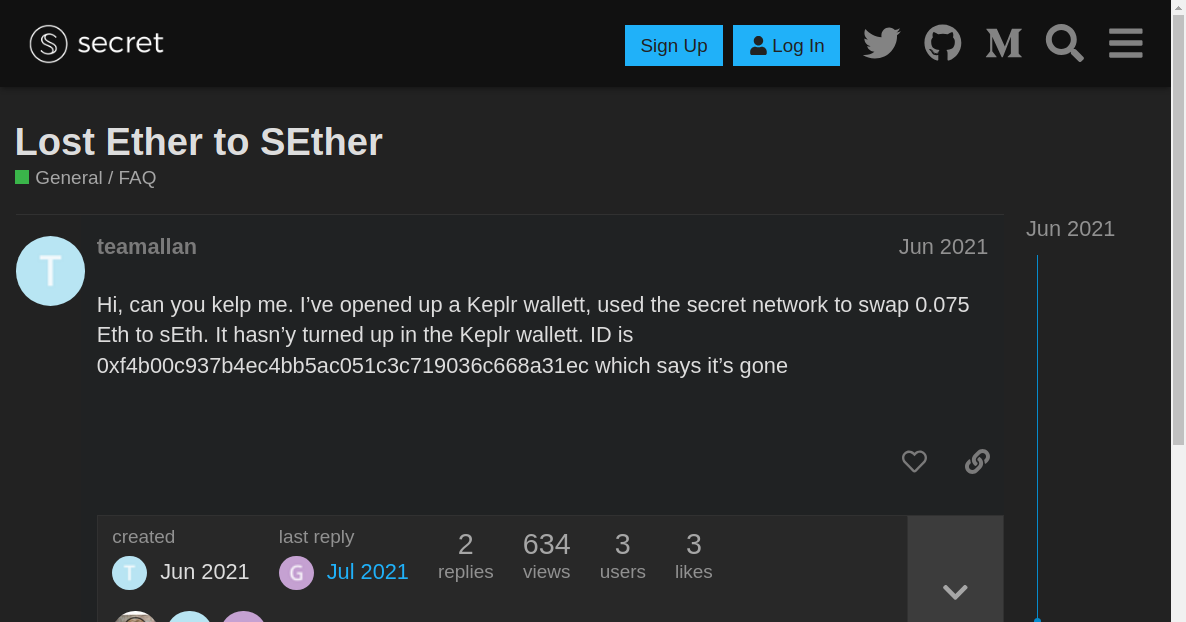 secret
Sign Up
Log In
Lost Ether to SEther
General / FAQ
T
teamallan
Jun 2021
Jun 2021
Hi, can you kelp me. I’ve opened up a Keplr wallett, used the secret network to swap 0.075
Eth to sEth. It hasn’y turned up in the Keplr wallett. ID is
0xf4b00c937b4ec4bb5ac051c3c719036c668a31ec which says it’s gone
created
T
Jun 2021
last reply
G
Jul 2021
2
replies
634
views
3
users
3
likes